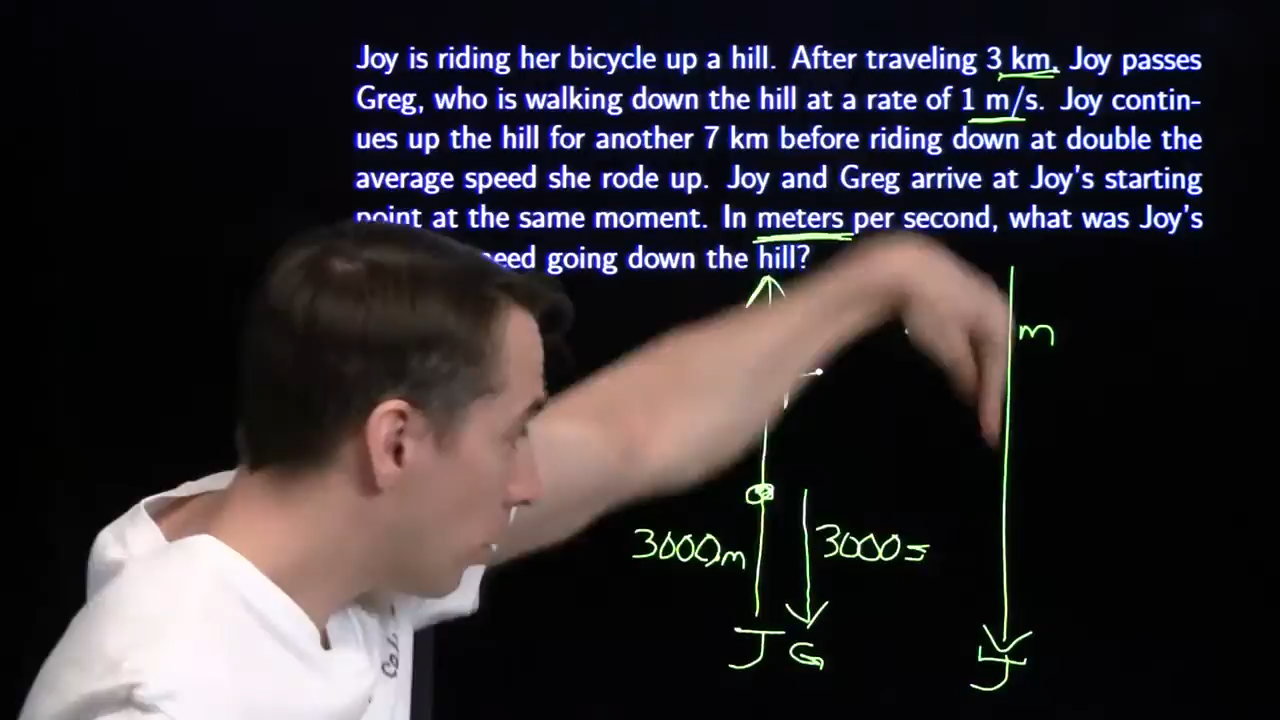 Joy is riding her bicycle up a hill. After traveling 3 km, Joy passes
Greg, who is walking down the hill at a rate of 1 m/s. Joy contin-
ues up the hill for another 7 km before riding down at double the
average speed she rode up. Joy and Greg arrive at Joy's starting
point at the same moment. In meters per second, what was Joy's
going down the hill?
m
3000m 3000s
J G J